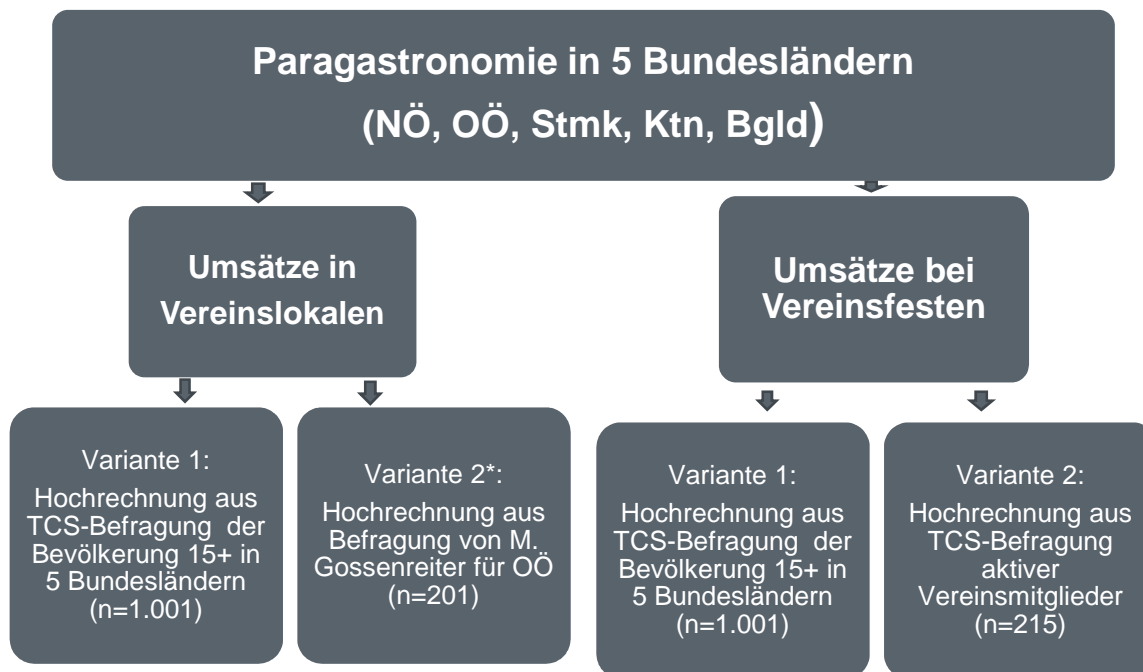 Paragastronomie in 5 Bundesländern
(NÖ, OÖ, Stmk, Ktn, Bgld)
Umsätze in
Vereinslokalen
Umsätze bei
Vereinsfesten
Variante 1:
Hochrechnung aus
TCS-Befragung der
Bevölkerung 15+ in
5 Bundesländern
(n=1.001)
Variante 2*:
Hochrechnung aus
Befragung von M.
Gossenreiter für OÖ
(n=201)
Variante 1:
Hochrechnung aus
TCS-Befragung der
Bevölkerung 15+ in
5 Bundesländern
(n=1.001)
Variante 2:
Hochrechnung aus
TCS-Befragung
aktiver
Vereinsmitglieder
(n=215)